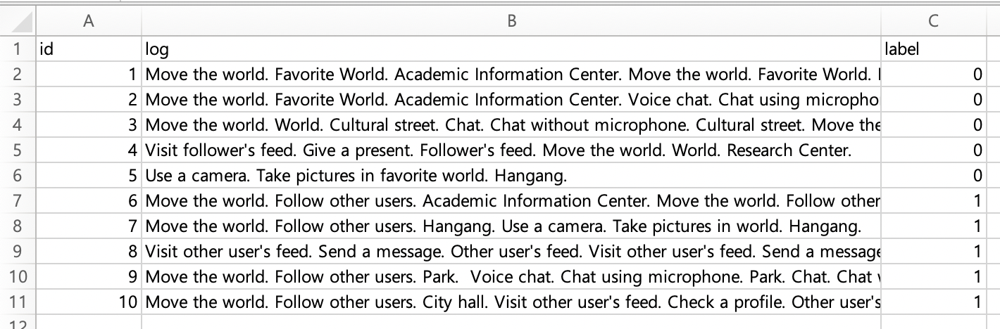 A B C
1 id log label
2 1 Move the world. Favorite World. Academic Information Center. Move the world. Favorite World. 0
3 2 Move the world. Favorite World. Academic Information Center. Voice chat. Chat using micropho 0
4 3 Move the world. World. Cultural street. Chat. Chat without microphone. Cultural street. Move the 0
5 4 Visit follower's feed. Give a present. Follower's feed. Move the world. World. Research Center. 0
6 5 Use a camera. Take pictures in favorite world. Hangang. 0
7 6 Move the world. Follow other users. Academic Information Center. Move the world. Follow other 1
8 7 Move the world. Follow other users. Hangang. Use a camera. Take pictures in world. Hangang. 1
9 8 Visit other user's feed. Send a message. Other user's feed. Visit other user's feed. Send a message 1
10 9 Move the world. Follow other users. Park. Voice chat. Chat using microphone. Park. Chat. Chat 1
11 10 Move the world. Follow other users. City hall. Visit other user's feed. Check a profile. Other user's 1
12